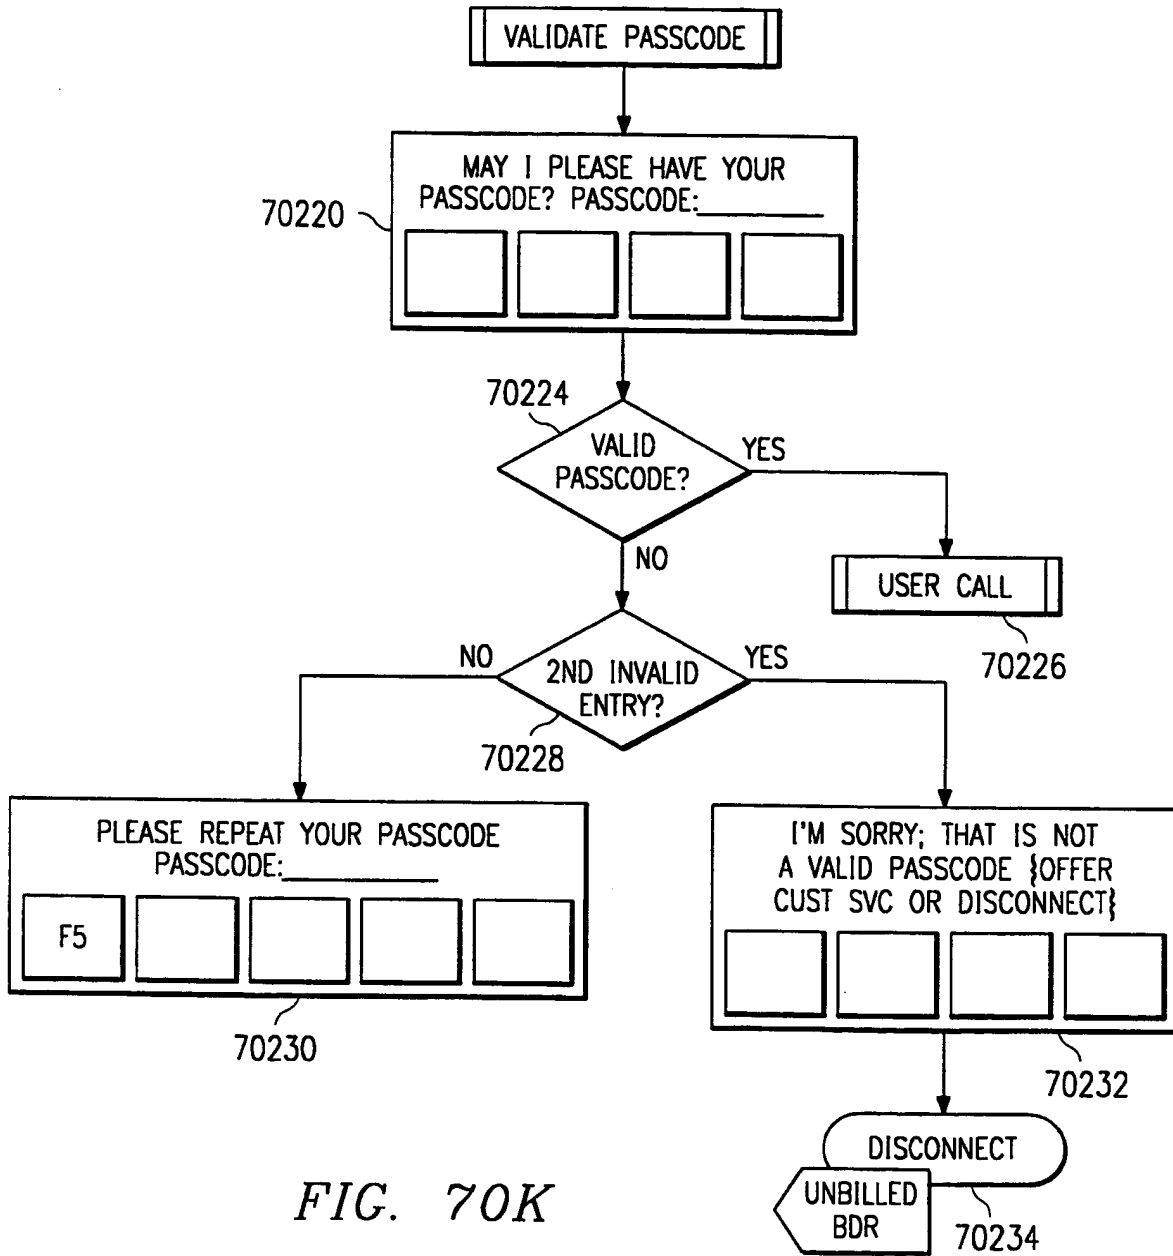 VALIDATE PASSCODE
MAY I PLEASE HAVE YOUR
PASSCODE? PASSCODE:
70220
70224
VALID
PASSCODE?
YES
NO
USER CALL
70226
NO
2ND INVALID
ENTRY?
YES
70228
PLEASE REPEAT YOUR PASSCODE
PASSCODE:
F5
70230
I'M SORRY; THAT IS NOT
A VALID PASSCODE {OFFER
CUST SVC OR DISCONNECT}
70232
DISCONNECT
UNBILLED
BDR
70234
FIG. 70K